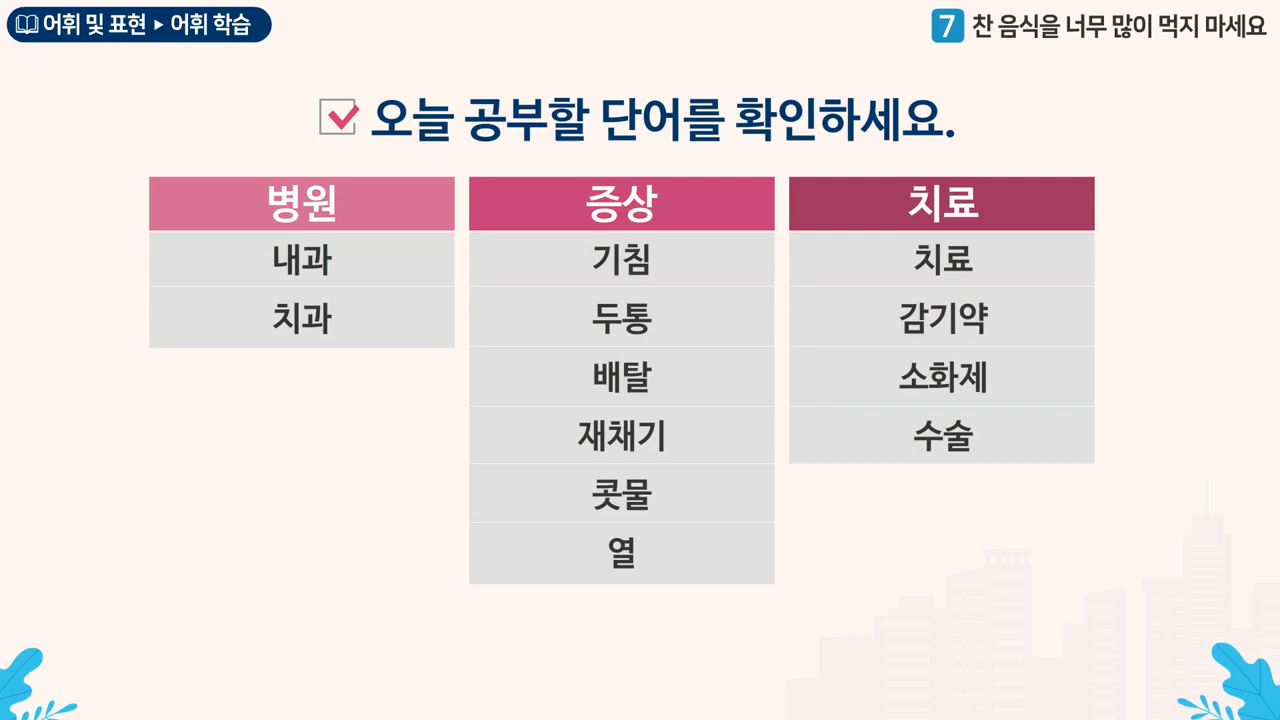 어휘 및 표현 ▸ 어휘 학습
7 찬 음식을 너무 많이 먹지 마세요
오늘 공부할 단어를 확인하세요.
병원
내과
치과
증상
기침
두통
배탈
재채기
콧물
열
치료
치료
감기약
소화제
수술